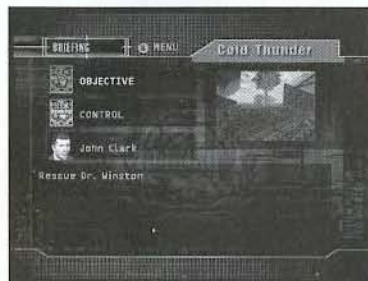 BRIEFING
MENU
Cold Thunder
OBJECTIVE
CONTROL
John Clark
Rescue Dr. Winston